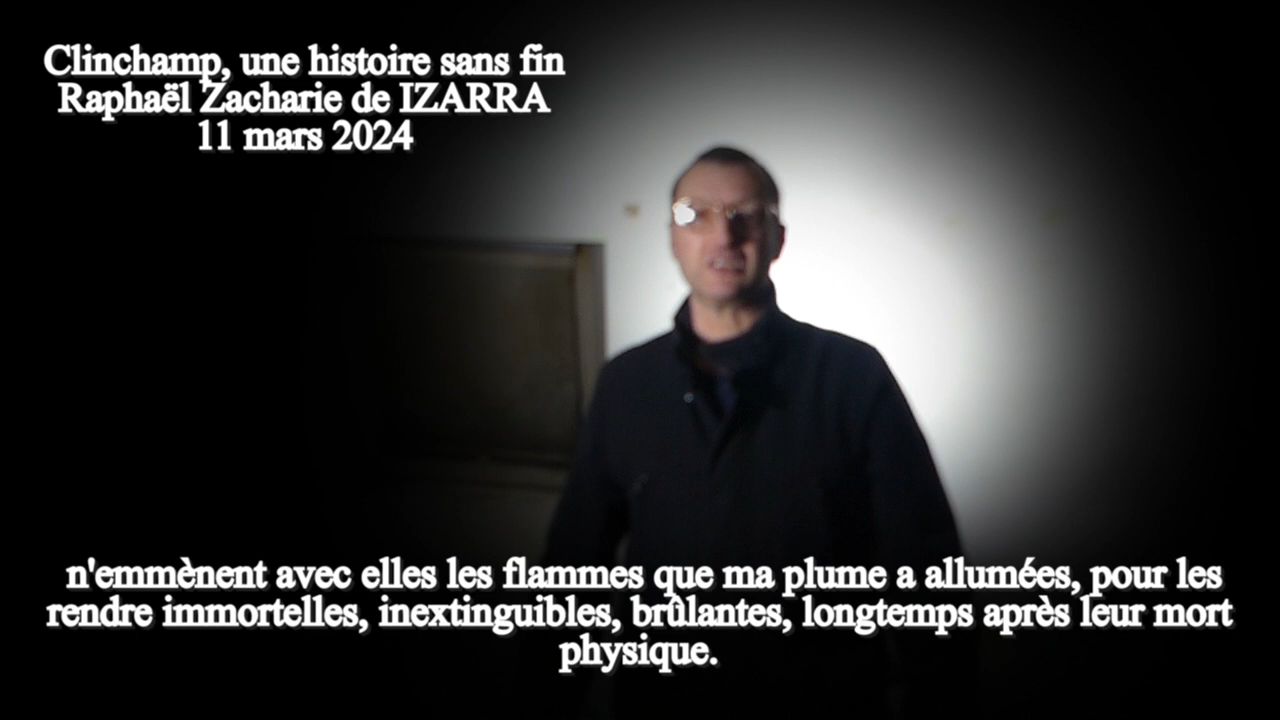 Clinchamp, une histoire sans fin
Raphaël Zacharie de IZARRA
11 mars 2024
n'emmènent avec elles les flammes que ma plume a allumées, pour les
rendre immortelles, inextinguibles, brûlantes, longtemps après leur mort
physique.